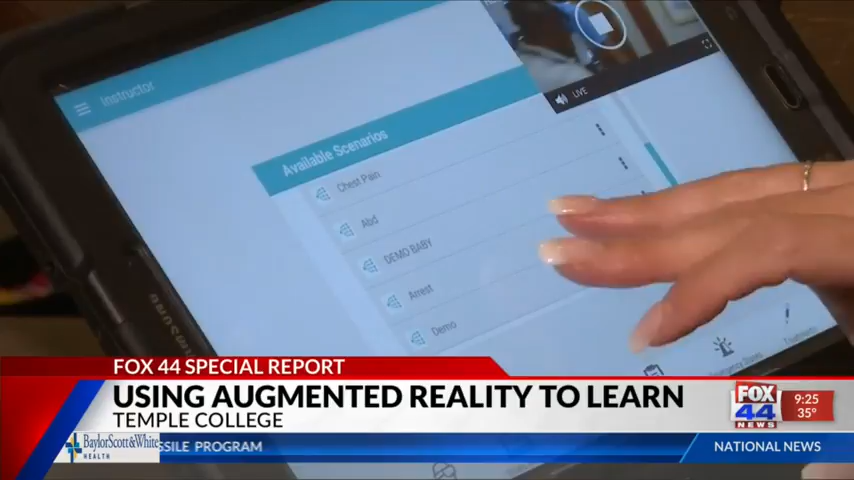 Instructor
LIVE
Available Scenarios
Chest Pain
Abd
DEMO BABY
Arrest
Demo
SAMSUNG
FOX 44 SPECIAL REPORT
USING AUGMENTED REALITY TO LEARN
TEMPLE COLLEGE
FOX
44
NEWS
9:25
35°
BaylorScott&White
HEALTH
SSILE PROGRAM
NATIONAL NEWS